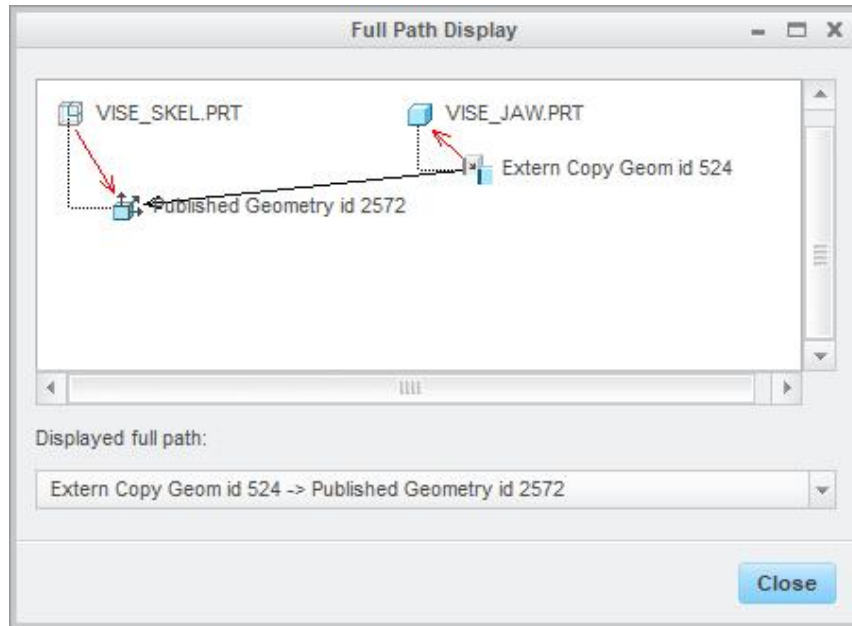 Full Path Display
VISE_SKEL.PRT
VISE_JAW.PRT
Extern Copy Geom id 524
Published Geometry id 2572
Displayed full path:
Extern Copy Geom id 524 -> Published Geometry id 2572
Close